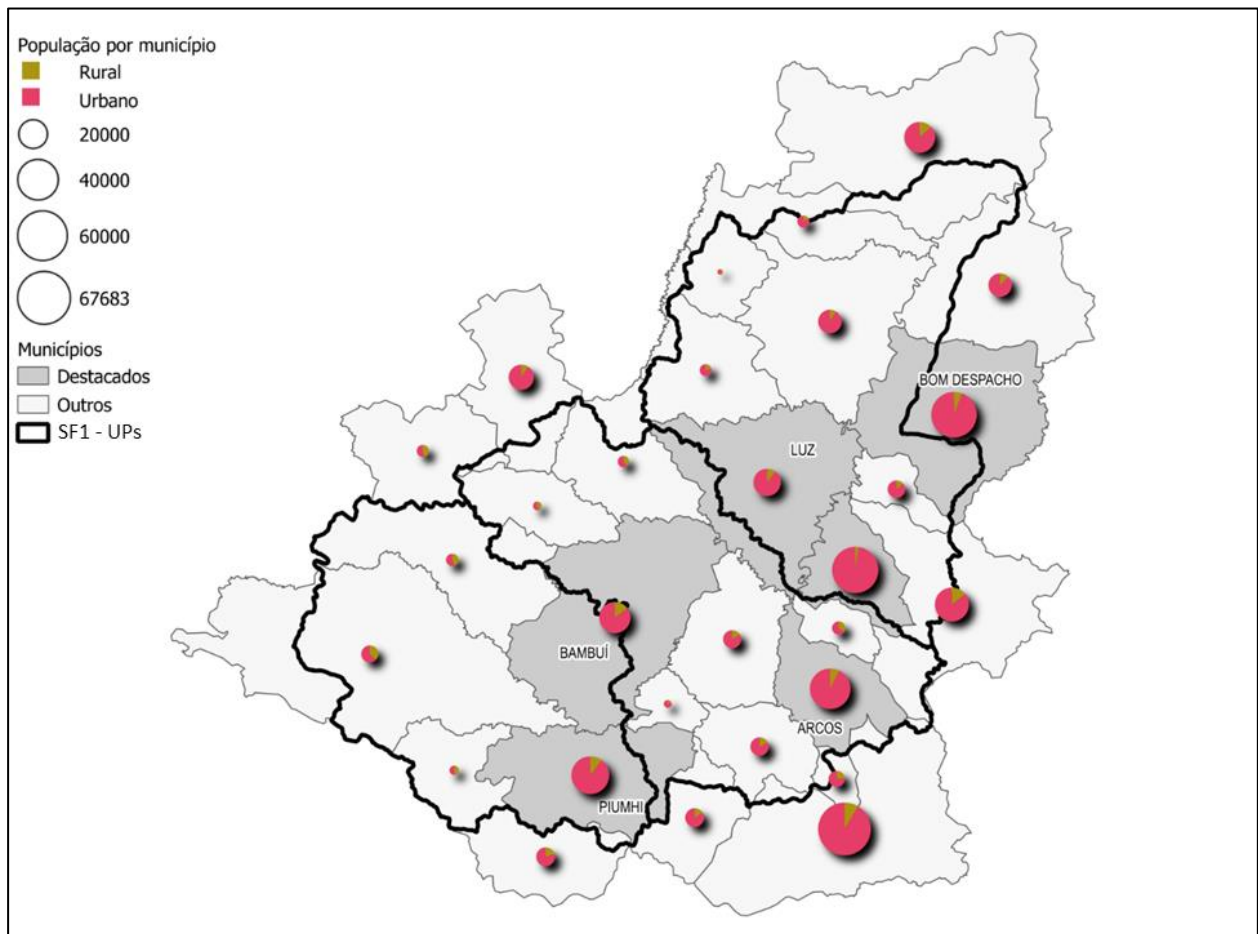 População por município
Rural
Urbano
20000
40000
60000
67683
Municípios
Destacados
Outros
SF1 - UPs
BOM DESPACHO
LUZ
BAMBUÍ
ARCOS
PIUMHI